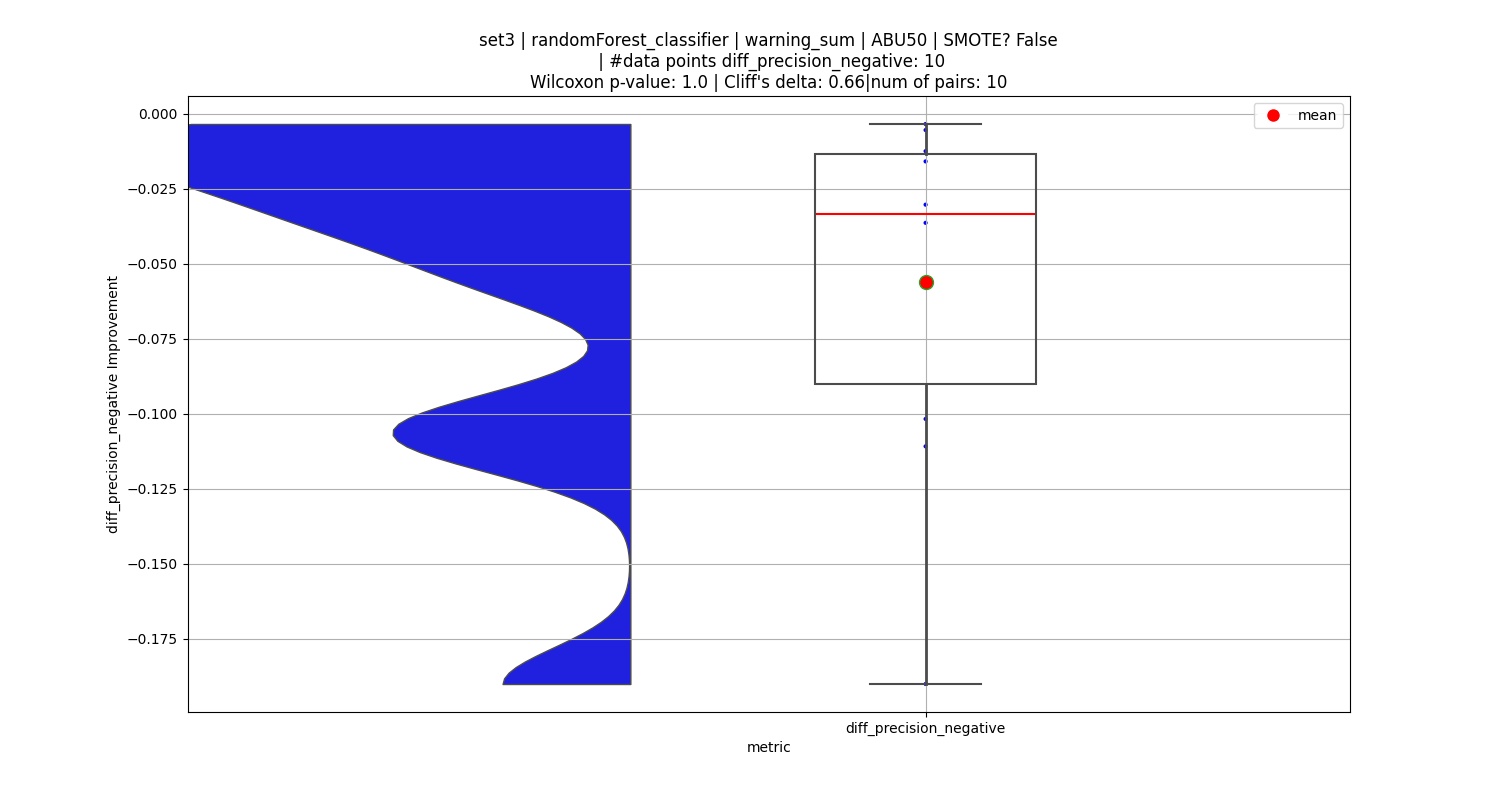 set3 | randomForest_classifier | warning_sum | ABU50 | SMOTE? False
| #data points diff_precision_negative: 10
Wilcoxon p-value: 1.0 | Cliff's delta: 0.66|num of pairs: 10
mean
0.000
−0.025
−0.050
−0.075
−0.100
−0.125
−0.150
−0.175
diff_precision_negative Improvement
diff_precision_negative
metric